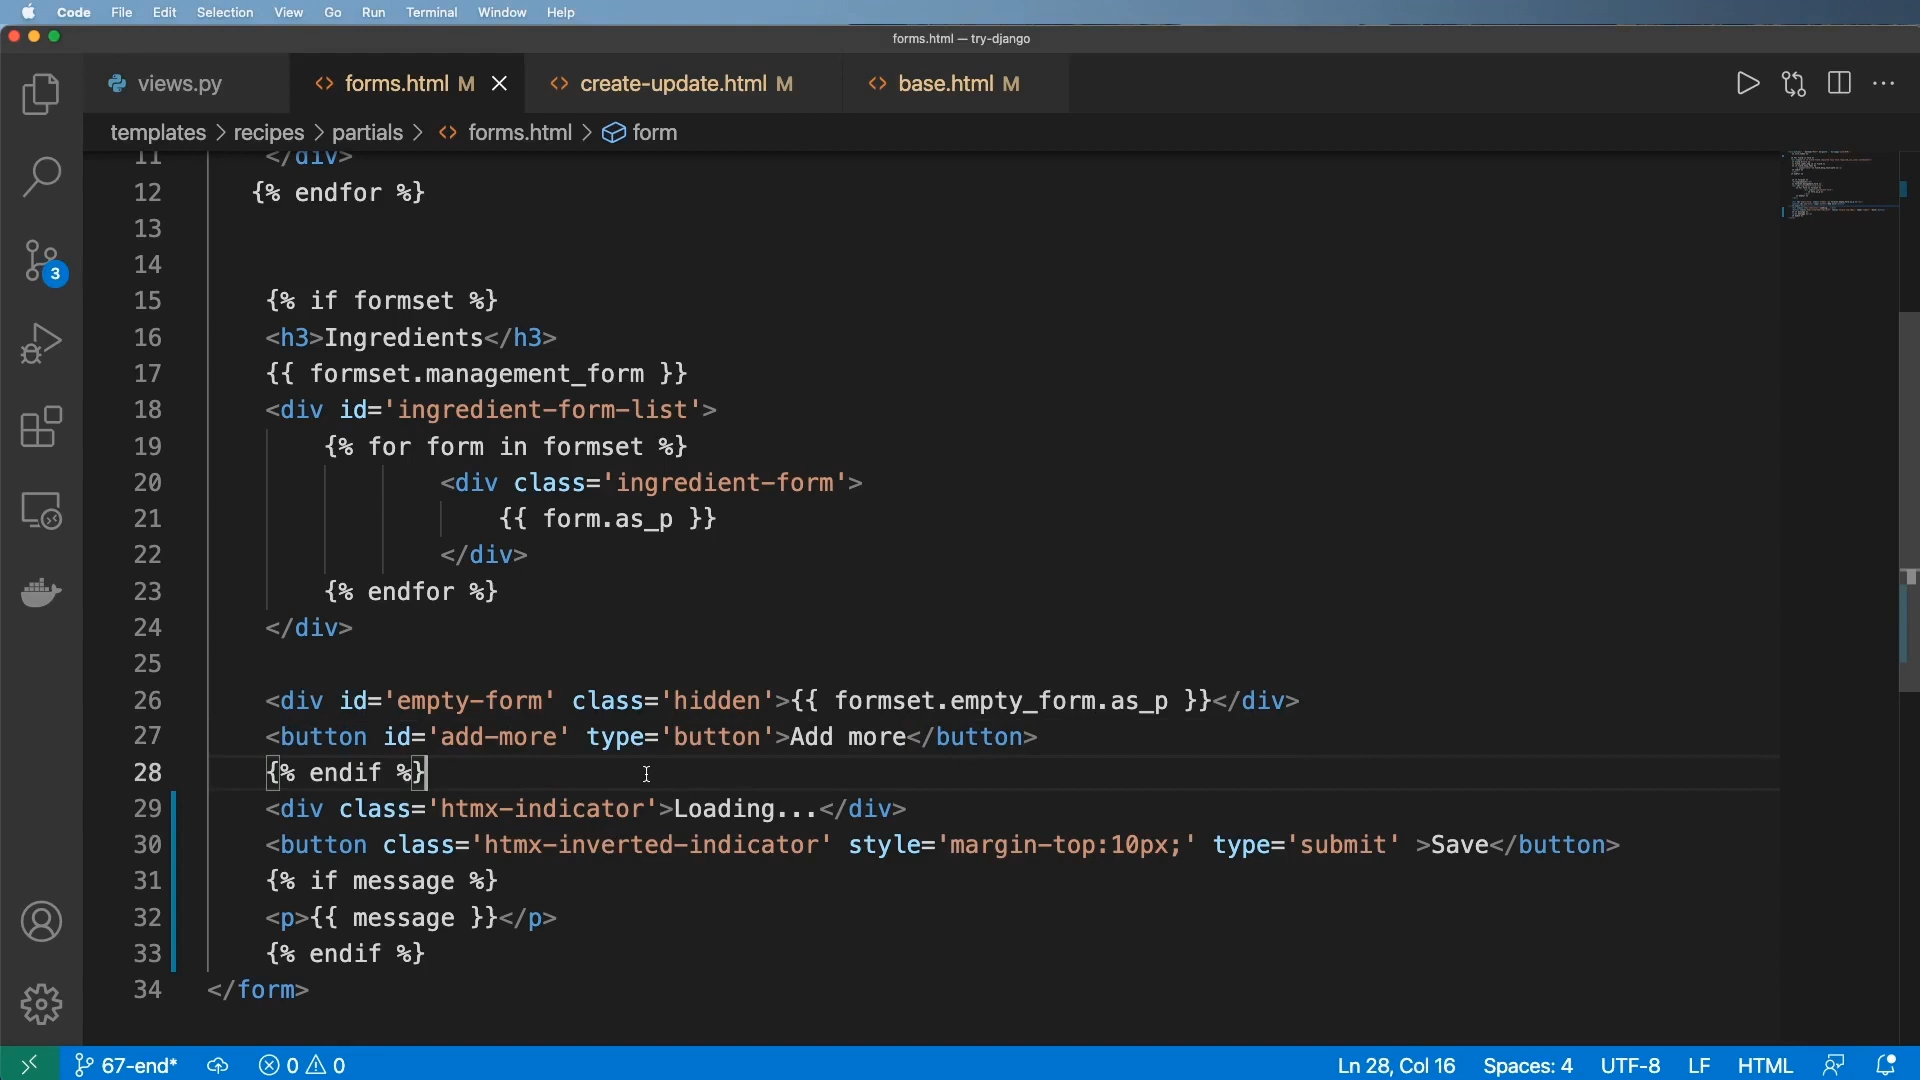 Code File Edit Selection View Go Run Terminal Window Help
forms.html — try-django
views.py forms.html M create-update.html M base.html M
templates > recipes > partials > forms.html > form
11 </div>
12 {% endfor %}
13
14
15 {% if formset %}
16 <h3>Ingredients</h3>
17 {{ formset.management_form }}
18 <div id='ingredient-form-list'>
19 {% for form in formset %}
20 <div class='ingredient-form'>
21 {{ form.as_p }}
22 </div>
23 {% endfor %}
24 </div>
25
26 <div id='empty-form' class='hidden'>{{ formset.empty_form.as_p }}</div>
27 <button id='add-more' type='button'>Add more</button>
28 {% endif %}
29 <div class='htmx-indicator'>Loading...</div>
30 <button class='htmx-inverted-indicator' style='margin-top:10px;' type='submit' >Save</button>
31 {% if message %}
32 <p>{{ message }}</p>
33 {% endif %}
34 </form>
3
67-end* 0 0 Ln 28, Col 16 Spaces: 4 UTF-8 LF HTML